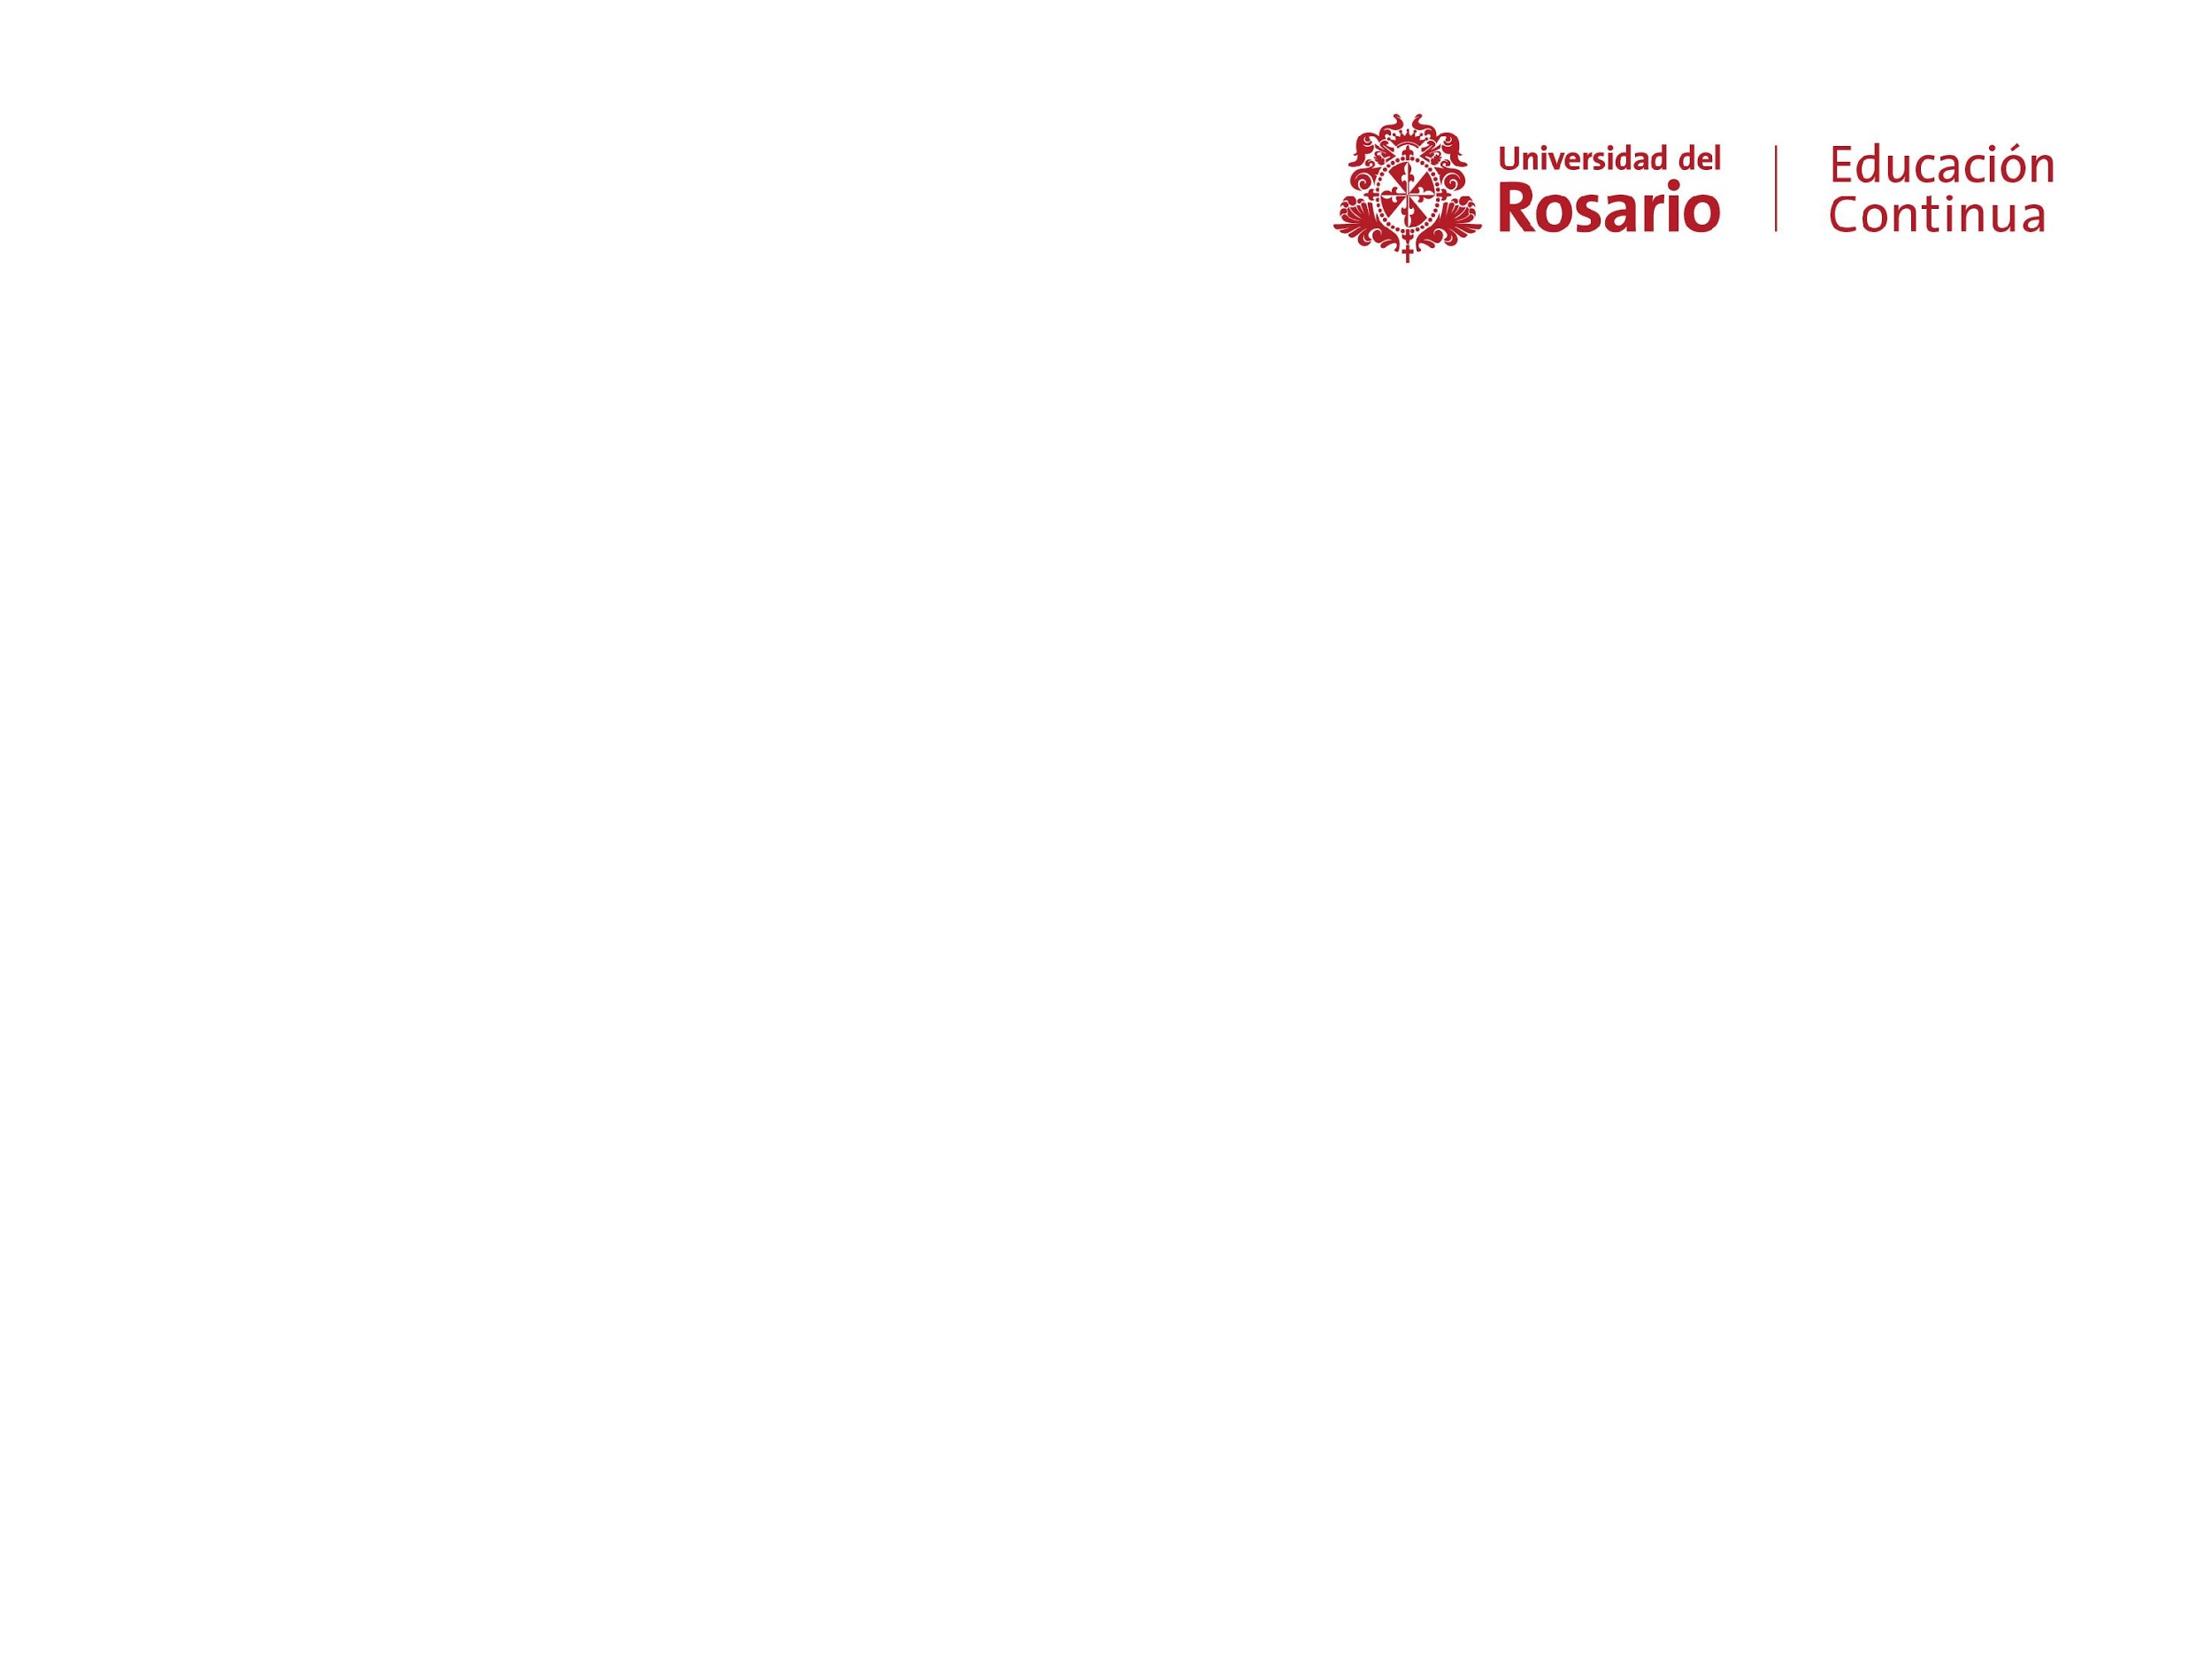 Universidad del
Rosario
Educación
Continua